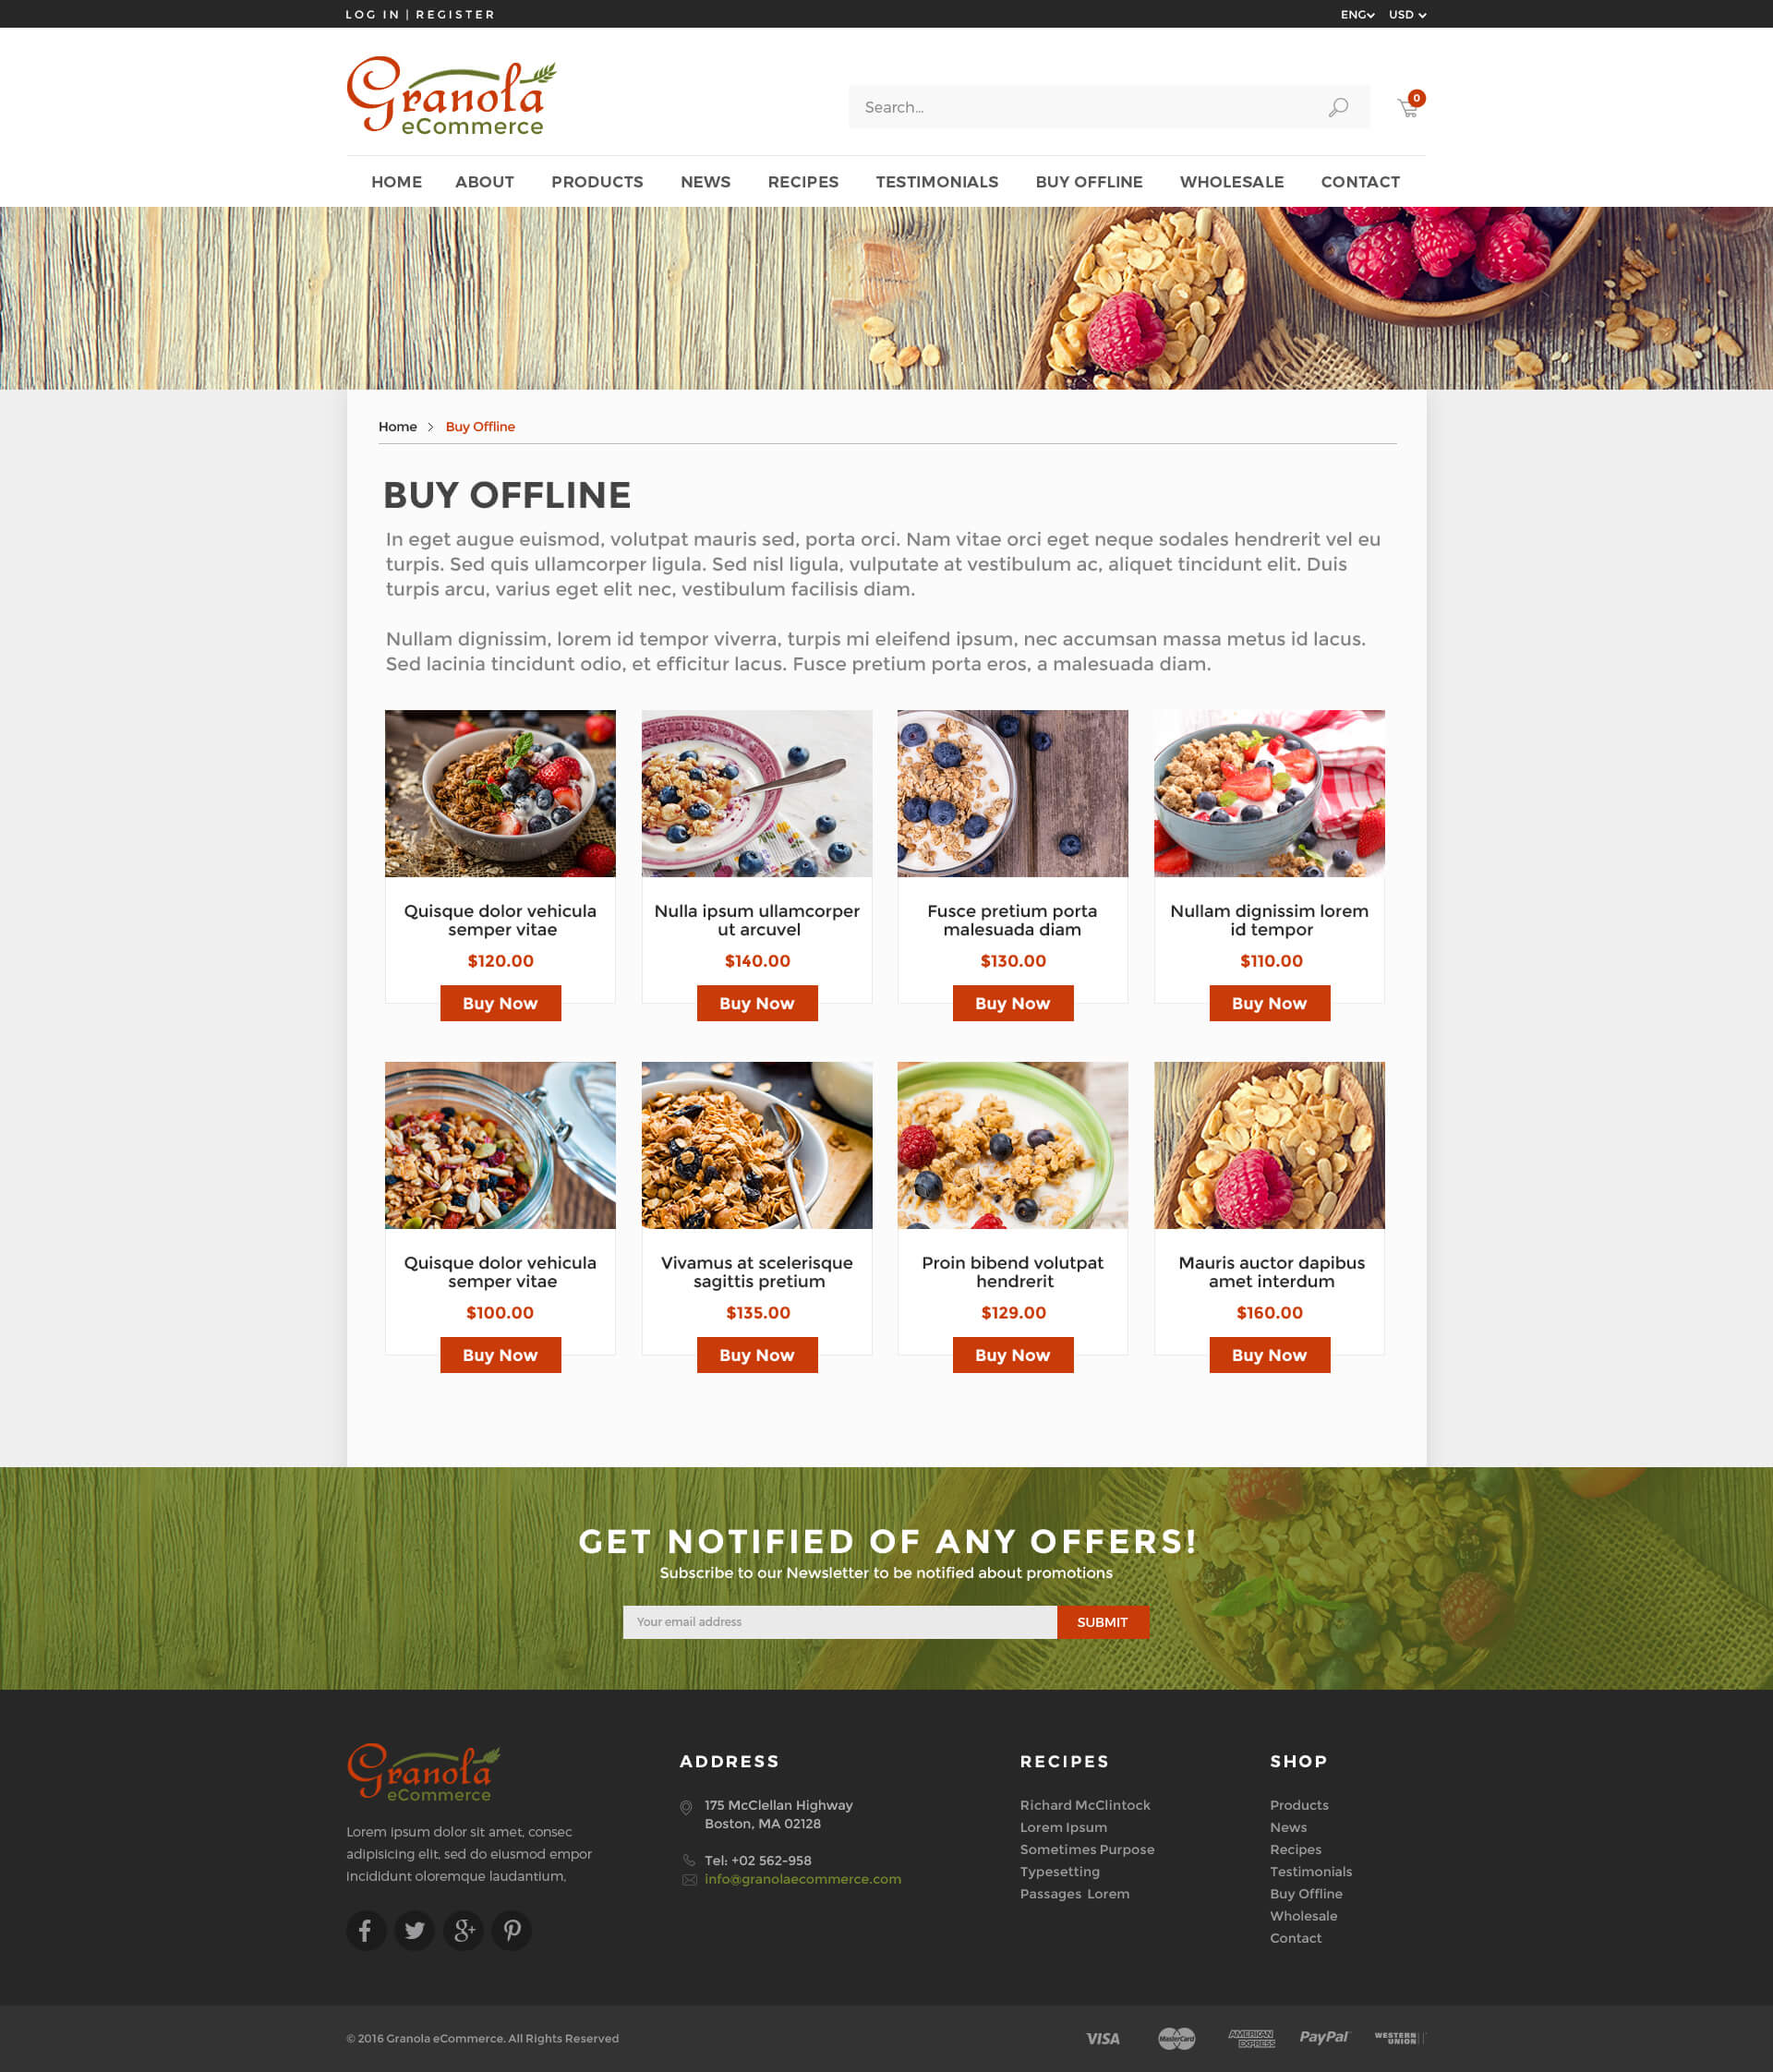 LOG IN | REGISTER
ENG
USD
Granola
eCommerce
Search...
0
HOME
ABOUT
PRODUCTS
NEWS
RECIPES
TESTIMONIALS
BUY OFFLINE
WHOLESALE
CONTACT
Home > Buy Offline
BUY OFFLINE
In eget augue euismod, volutpat mauris sed, porta orci. Nam vitae orci eget neque sodales hendrerit vel eu
turpis. Sed quis ullamcorper ligula. Sed nisl ligula, vulputate at vestibulum ac, aliquet tincidunt elit. Duis
turpis arcu, varius eget elit nec, vestibulum facilisis diam.
Nullam dignissim, lorem id tempor viverra, turpis mi eleifend ipsum, nec accumsan massa metus id lacus.
Sed lacinia tincidunt odio, et efficitur lacus. Fusce pretium porta eros, a malesuada diam.
Quisque dolor vehicula
semper vitae
$120.00
Buy Now
Nulla ipsum ullamcorper
ut arcuvel
$140.00
Buy Now
Fusce pretium porta
malesuada diam
$130.00
Buy Now
Nullam dignissim lorem
id tempor
$110.00
Buy Now
Quisque dolor vehicula
semper vitae
$100.00
Buy Now
Vivamus at scelerisque
sagittis pretium
$135.00
Buy Now
Proin bibend volutpat
hendrerit
$129.00
Buy Now
Mauris auctor dapibus
amet interdum
$160.00
Buy Now
GET NOTIFIED OF ANY OFFERS!
Subscribe to our Newsletter to be notified about promotions
Your email address
SUBMIT
Granola
eCommerce
Lorem ipsum dolor sit amet, consec
adipisicing elit, sed do eiusmod empor
incididunt oloremque laudantium,
ADDRESS
175 McClellan Highway
Boston, MA 02128
Tel: +02 562-958
info@granolaecommerce.com
RECIPES
Richard McClintock
Lorem Ipsum
Sometimes Purpose
Typesetting
Passages Lorem
SHOP
Products
News
Recipes
Testimonials
Buy Offline
Wholesale
Contact
© 2016 Granola eCommerce. All Rights Reserved
VISA
MasterCard
AMERICAN
EXPRESS
PayPal
WESTERN
UNION